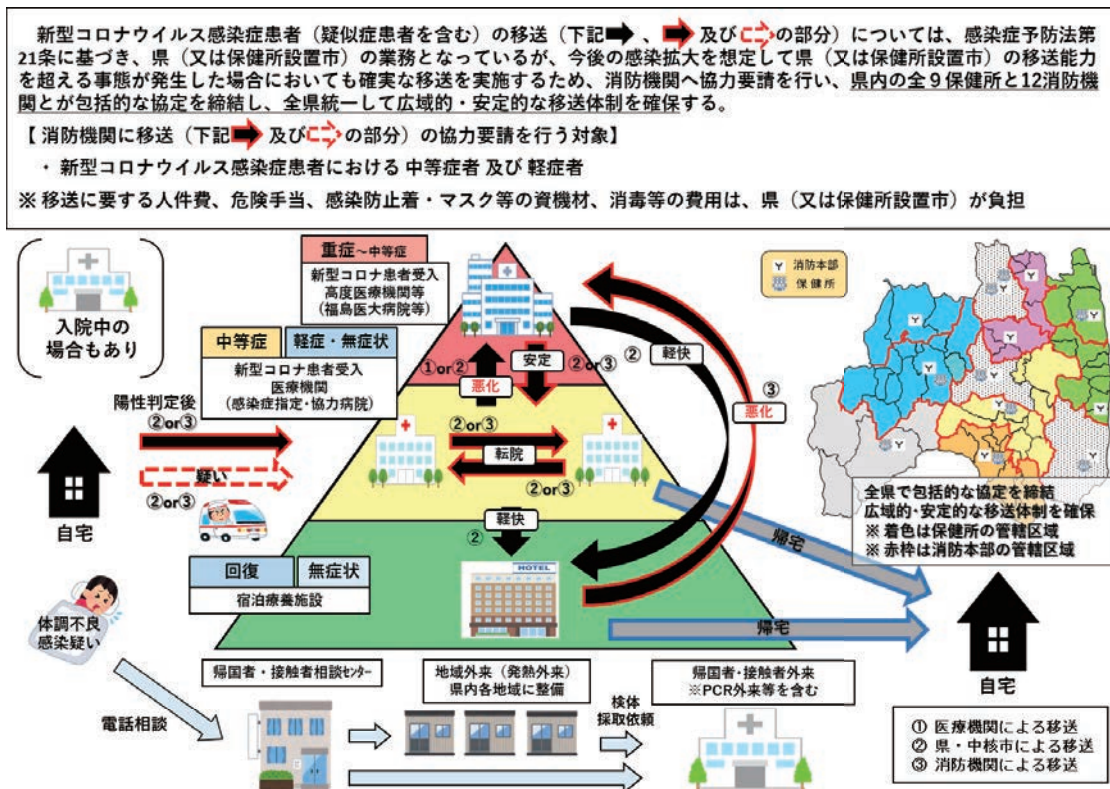 新型コロナウイルス感染症患者（疑似症患者を含む）の移送（下記➡、➡及び⇨の部分）については、感染症予防法第
21条に基づき、県（又は保健所設置市）の業務となっているが、今後の感染拡大を想定して県（又は保健所設置市）の移送能力
を超える事態が発生した場合においても確実な移送を実施するため、消防機関へ協力要請を行い、県内の全９保健所と12消防機
関とが包括的な協定を締結し、全県統一して広域的・安定的な移送体制を確保する。
【 消防機関に移送（下記➡及び⇨の部分）の協力要請を行う対象】
・ 新型コロナウイルス感染症患者における 中等症者 及び 軽症者
※ 移送に要する人件費、危険手当、感染防止着・マスク等の資機材、消毒等の費用は、県（又は保健所設置市）が負担
入院中の
場合もあり
重症～中等症
新型コロナ患者受入
高度医療機関等
（福島医大病院等）
中等症
軽症・無症状
新型コロナ患者受入
医療機関
（感染症指定・協力病院）
陽性判定後
②or③
疑い
②or③
自宅
①or②
悪化
安定
②or③
転院
②or③
軽快
②
②
軽快
③
悪化
HOTEL
回復
無症状
宿泊療養施設
帰宅
帰宅
消防本部
保健所
全県で包括的な協定を締結
広域的・安定的な移送体制を確保
※ 着色は保健所の管轄区域
※ 赤枠は消防本部の管轄区域
自宅
体調不良
感染疑い
電話相談
帰国者・接触者相談センター
地域外来（発熱外来）
県内各地域に整備
検体
採取依頼
帰国者・接触者外来
※PCR外来等を含む
① 医療機関による移送
② 県・中核市による移送
③ 消防機関による移送